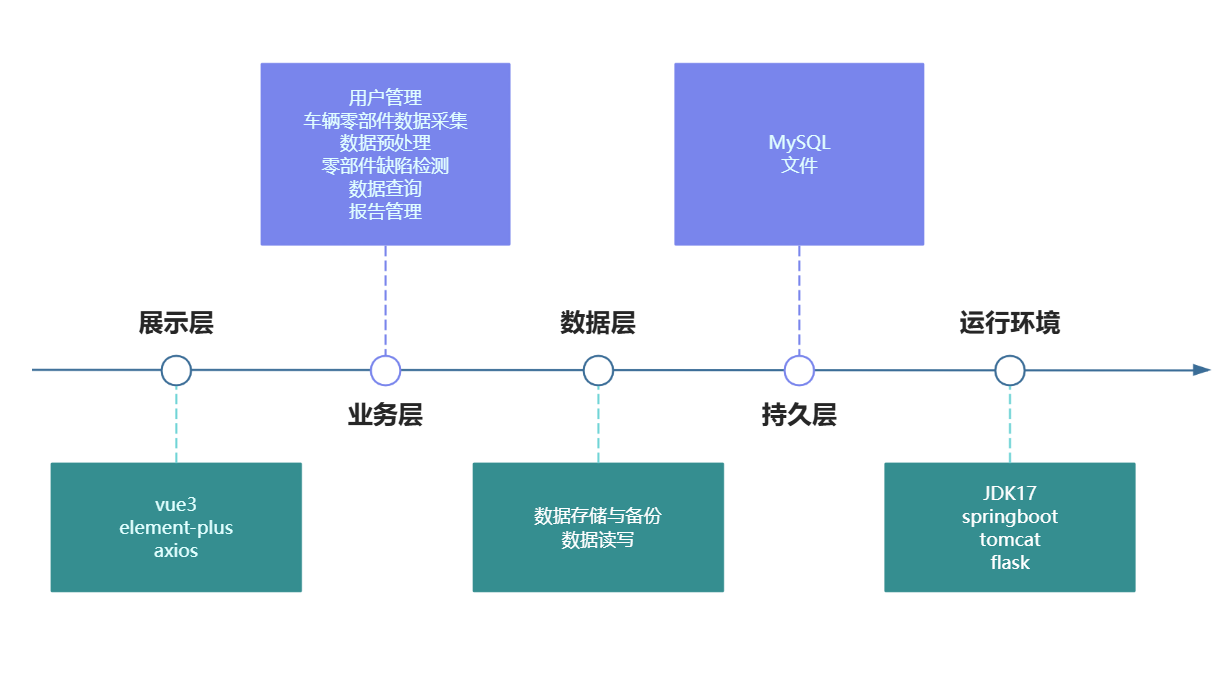 用户管理
车辆零部件数据采集
数据预处理
零部件缺陷检测
数据查询
报告管理
MySQL
文件
展示层
数据层
运行环境
业务层
持久层
vue3
element-plus
axios
数据存储与备份
数据读写
JDK17
springboot
tomcat
flask